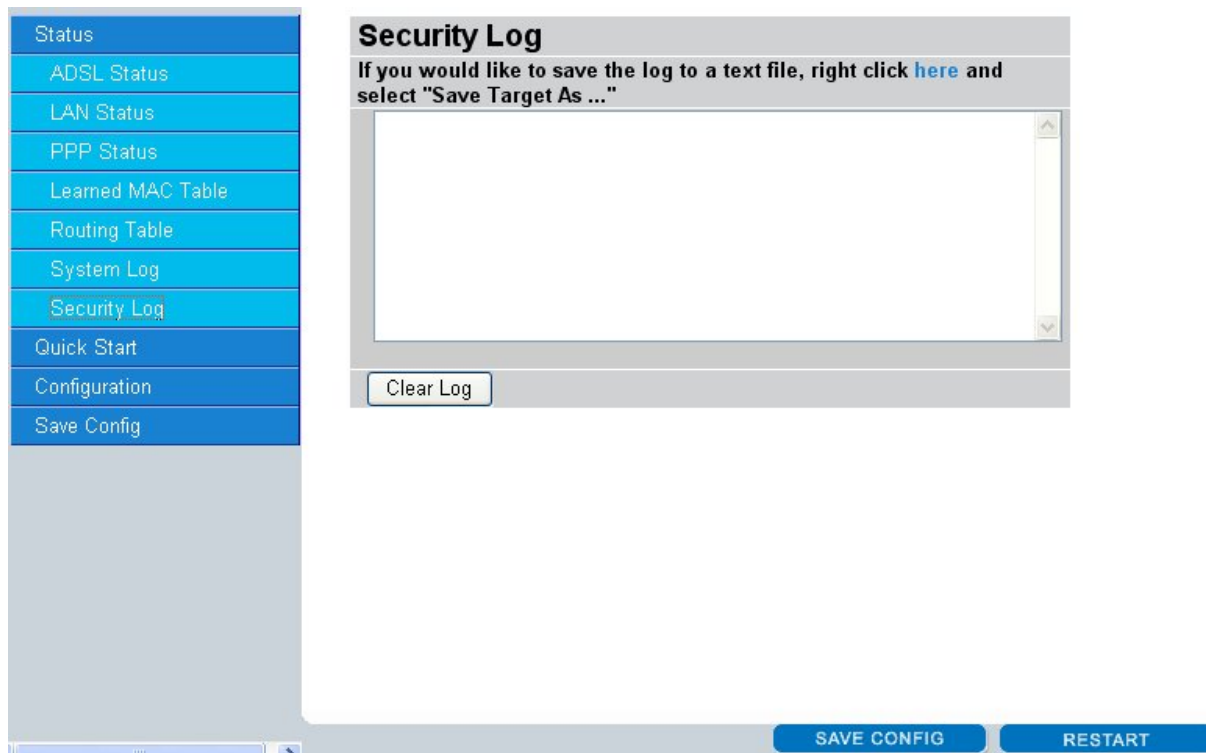 Status
ADSL Status
LAN Status
PPP Status
Learned MAC Table
Routing Table
System Log
Security Log
Quick Start
Configuration
Save Config
Security Log
If you would like to save the log to a text file, right click here and
select "Save Target As ..."
Clear Log
SAVE CONFIG
RESTART